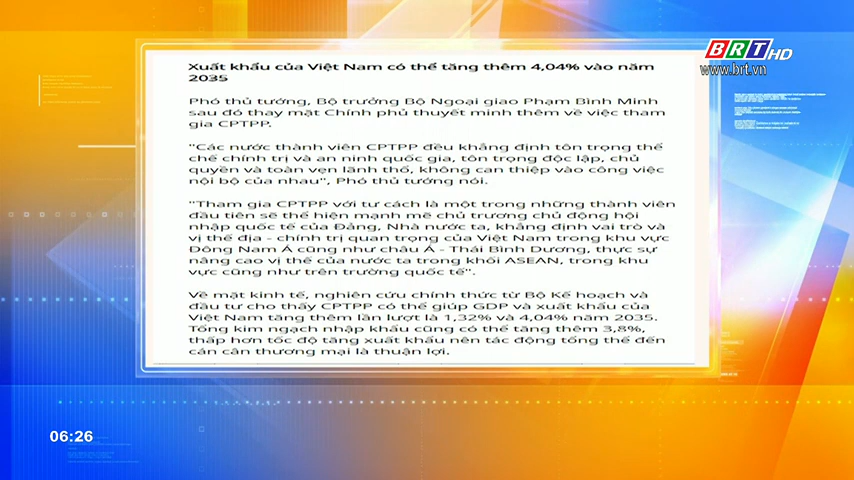 BRT HD
www.brt.vn
Xuất khẩu của Việt Nam có thể tăng thêm 4,04% vào năm
2035
Phó thủ tướng, Bộ trưởng Bộ Ngoại giao Phạm Bình Minh
sau đó thay mặt Chính phủ thuyết minh thêm về việc tham
gia CPTPP.
"Các nước thành viên CPTPP đều khẳng định tôn trọng thể
chế chính trị và an ninh quốc gia, tôn trọng độc lập, chủ
quyền và toàn vẹn lãnh thổ, không can thiệp vào công việc
nội bộ của nhau", Phó thủ tướng nói.
"Tham gia CPTPP với tư cách là một trong những thành viên
đầu tiên sẽ thể hiện mạnh mẽ chủ trương chủ động hội
nhập quốc tế của Đảng, Nhà nước ta, khẳng định vai trò và
vị thế địa - chính trị quan trọng của Việt Nam trong khu vực
Đông Nam Á cũng như châu Á - Thái Bình Dương, thực sự
nâng cao vị thế của nước ta trong khối ASEAN, trong khu
vực cũng như trên trường quốc tế".
Về mặt kinh tế, nghiên cứu chính thức từ Bộ Kế hoạch và
đầu tư cho thấy CPTPP có thể giúp GDP và xuất khẩu của
Việt Nam tăng thêm lần lượt là 1,32% và 4,04% năm 2035.
Tổng kim ngạch nhập khẩu cũng có thể tăng thêm 3,8%,
thấp hơn tốc độ tăng xuất khẩu nên tác động tổng thể đến
cán cân thương mại là thuận lợi.
06:26